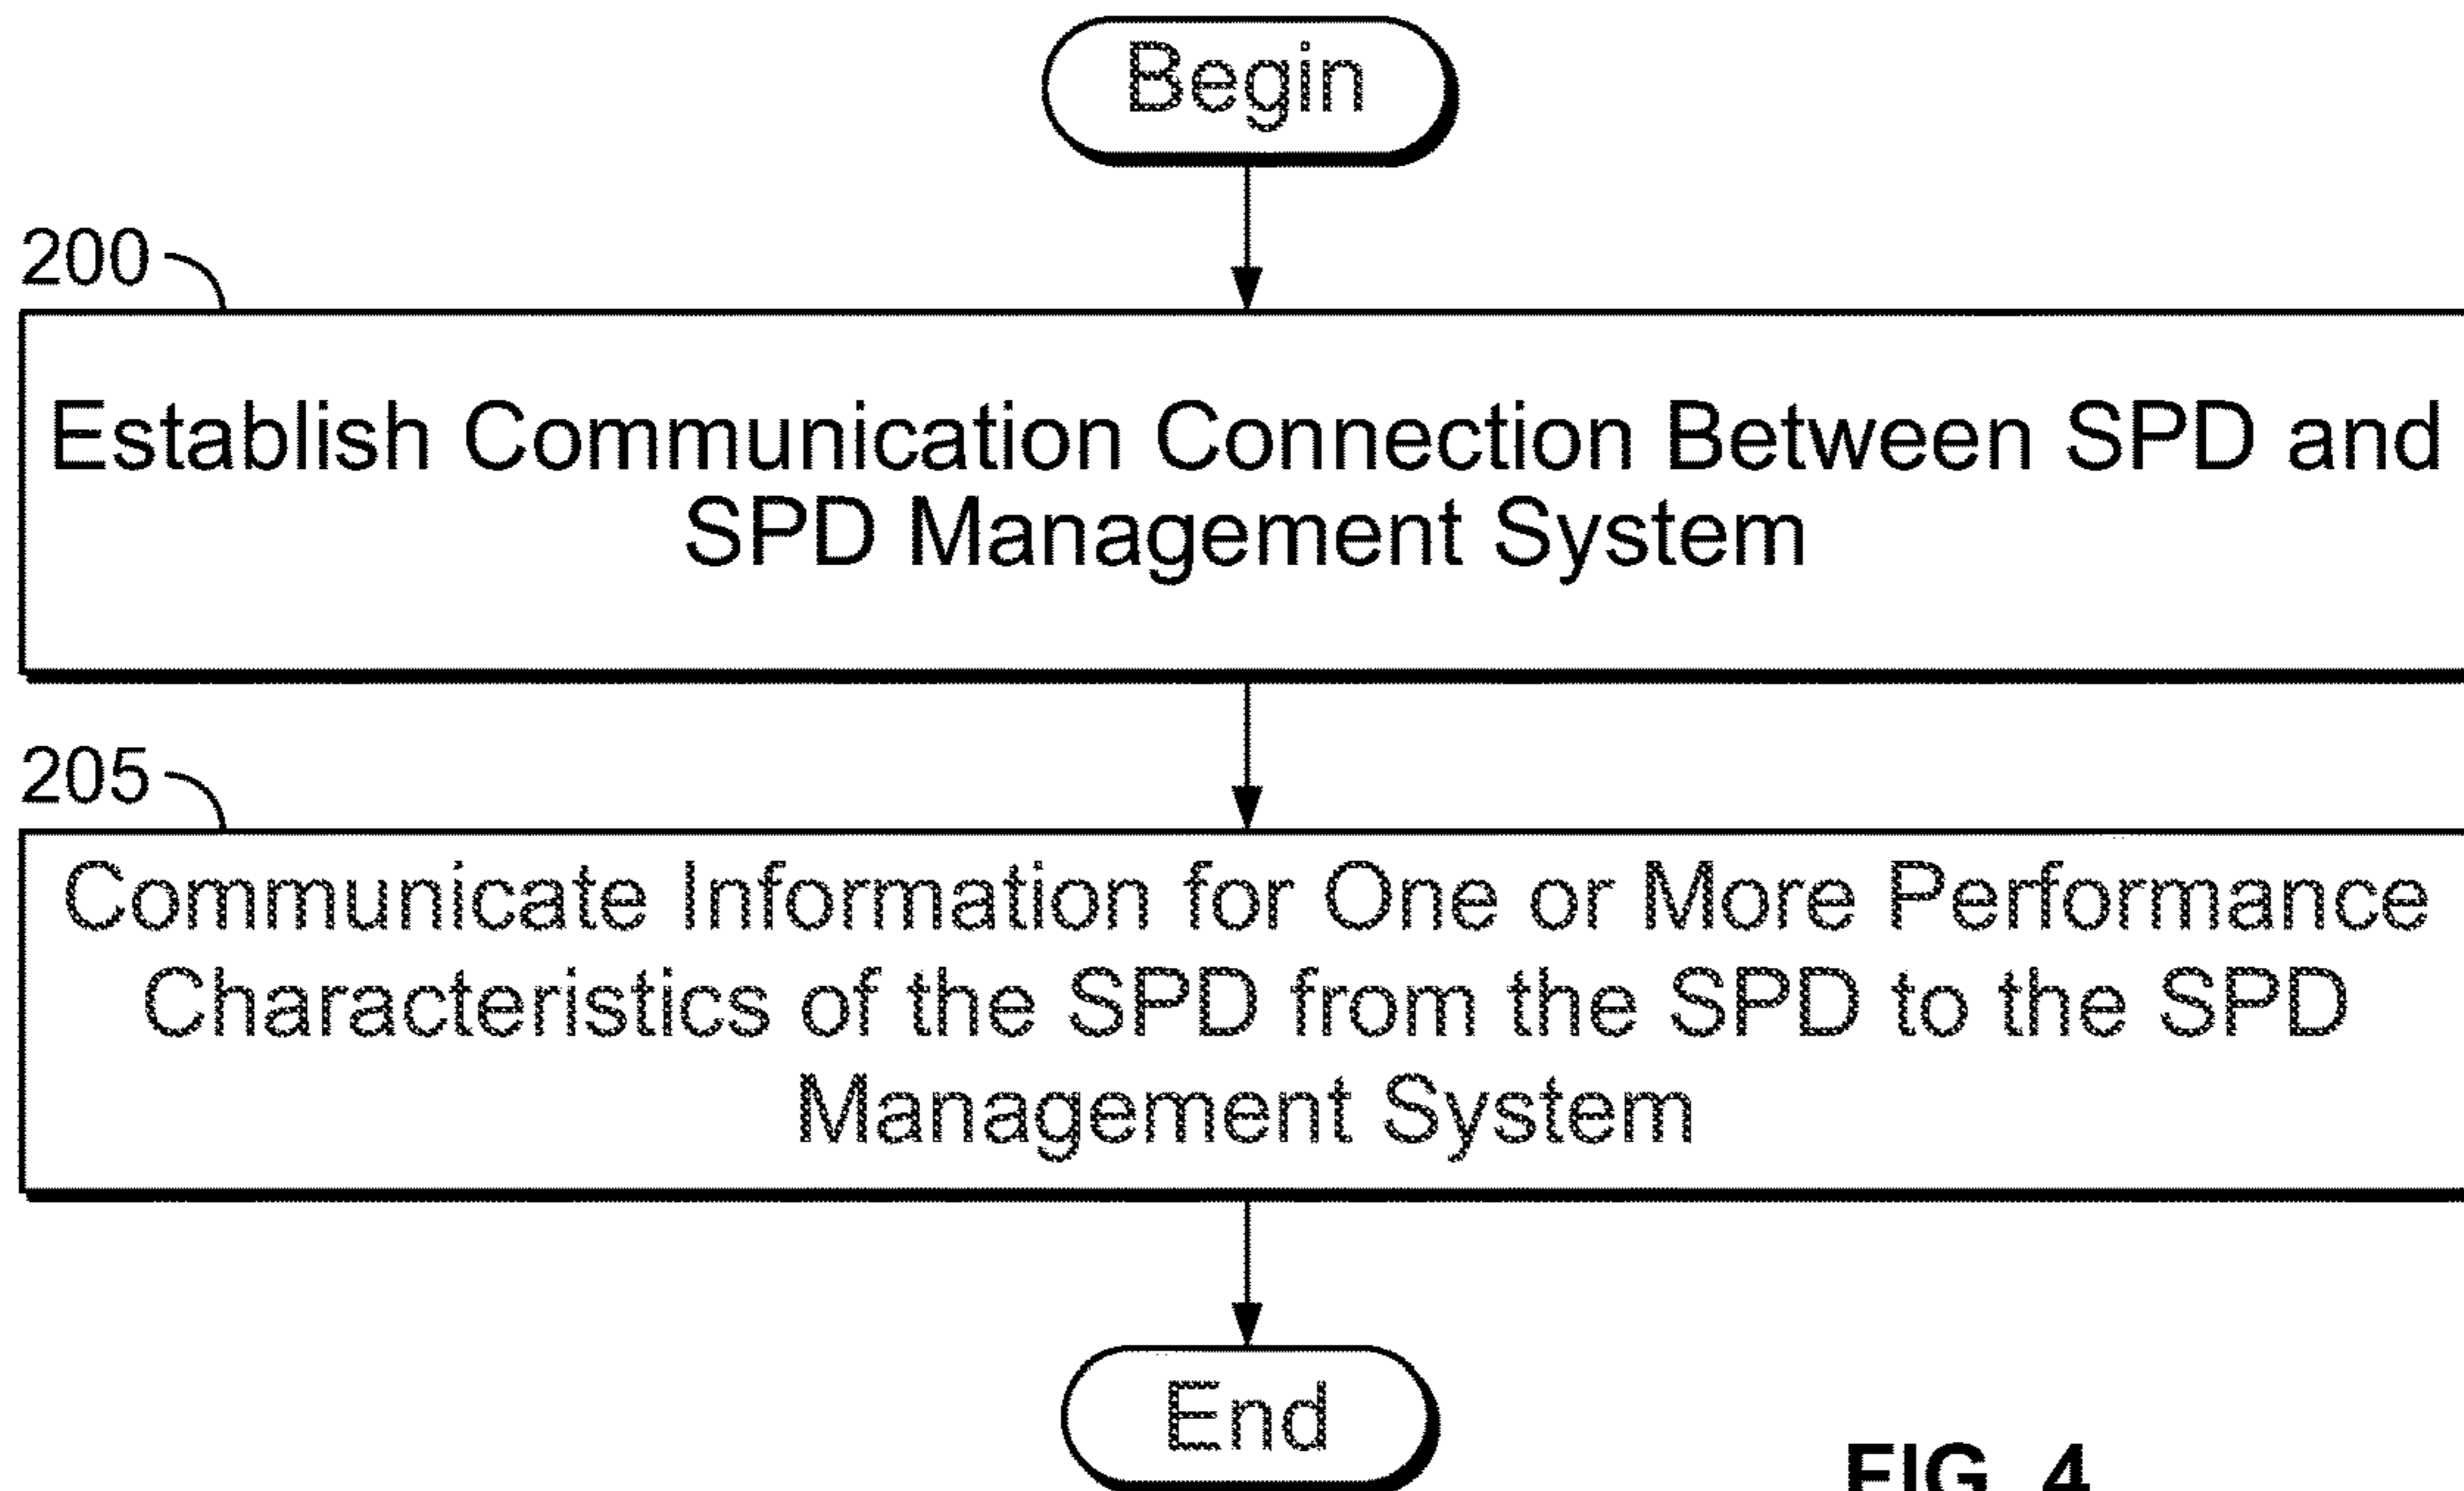 Begin
200
Establish Communication Connection Between SPD and
SPD Management System
205
Communicate Information for One or More Performance
Characteristics of the SPD from the SPD to the SPD
Management System
End
FIG. 4